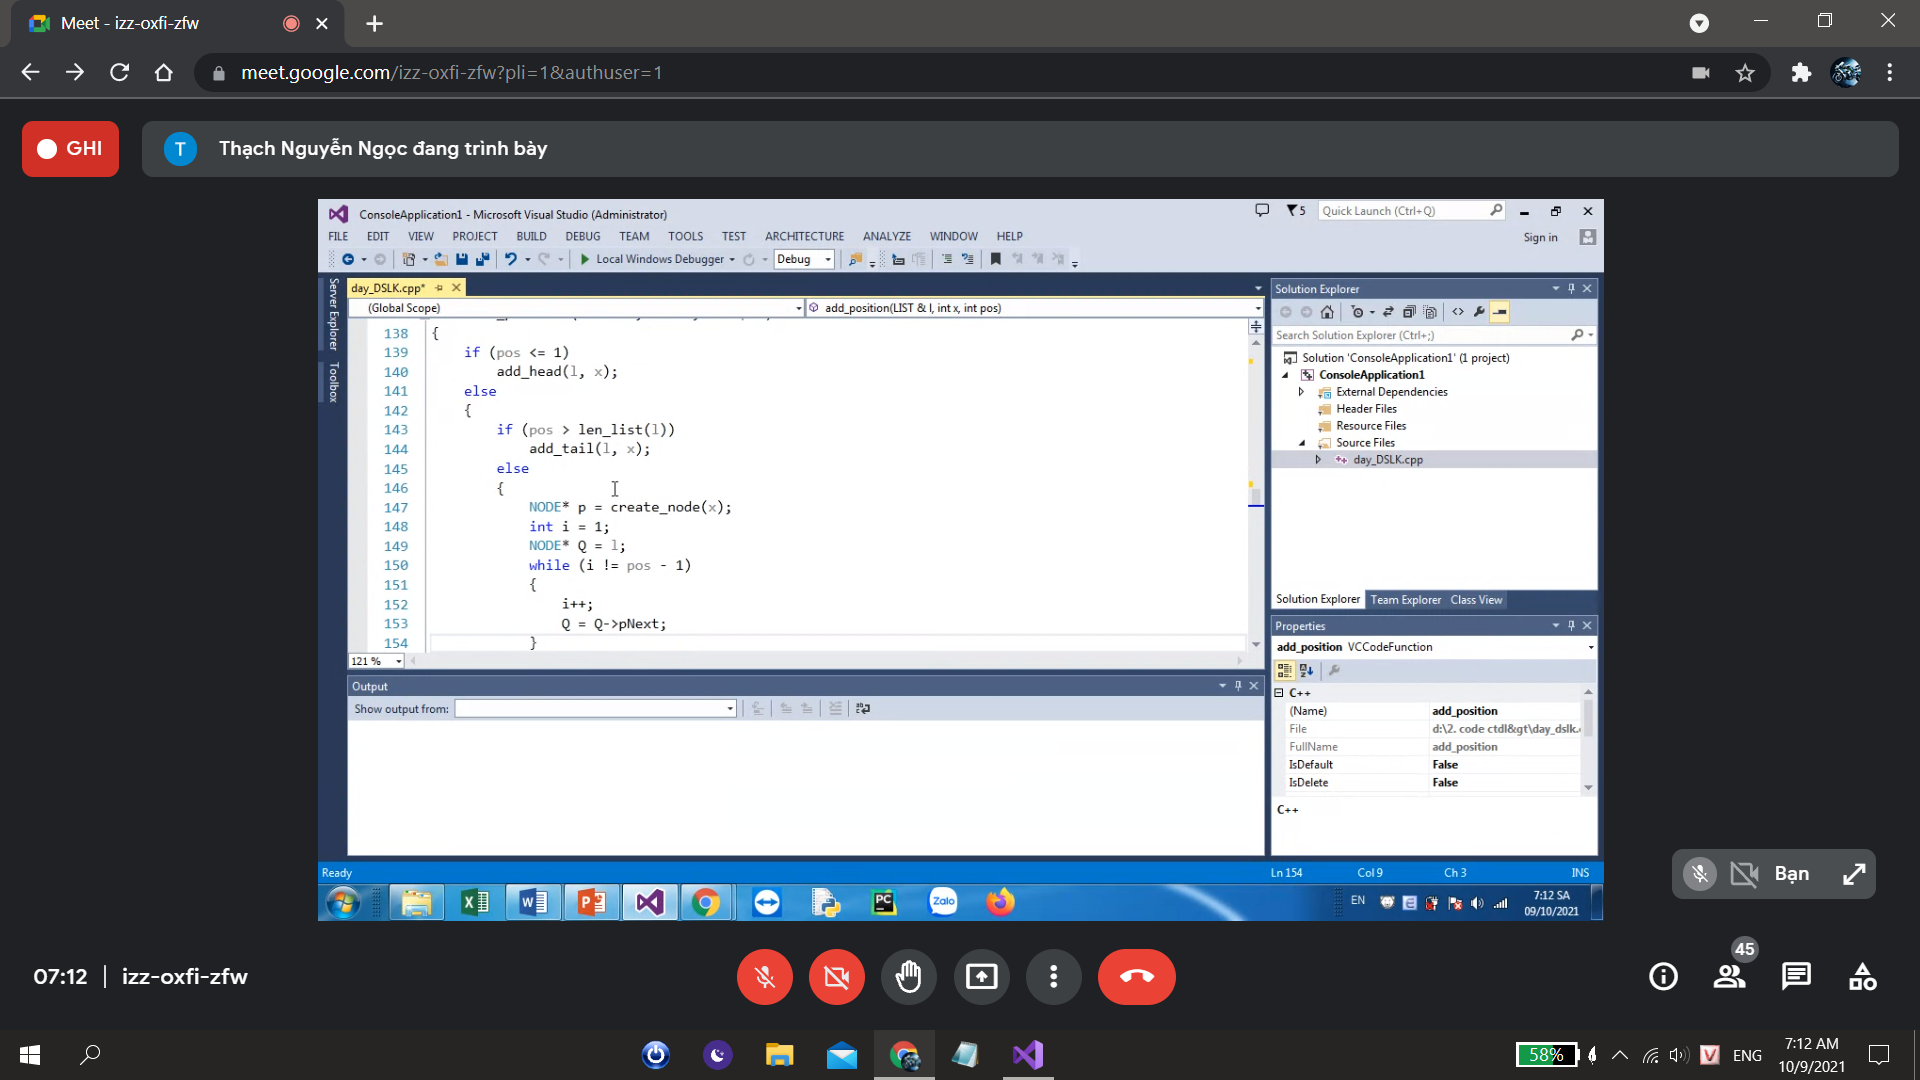 Meet - izz-oxfi-zfw
meet.google.com/izz-oxfi-zfw?pli=1&authuser=1
GHI
T
Thạch Nguyễn Ngọc đang trình bày
ConsoleApplication1 - Microsoft Visual Studio (Administrator)
5
Quick Launch (Ctrl+Q)
FILE EDIT VIEW PROJECT BUILD DEBUG TEAM TOOLS TEST ARCHITECTURE ANALYZE WINDOW HELP
Sign in
Local Windows Debugger
Debug
Server Explorer
Toolbox
day_DSLK.cpp*
(Global Scope)
add_position(LIST & l, int x, int pos)
138 {
139 if (pos <= 1)
140 add_head(l, x);
141 else
142 {
143 if (pos > len_list(l))
144 add_tail(l, x);
145 else
146 {
147 NODE* p = create_node(x);
148 int i = 1;
149 NODE* Q = l;
150 while (i != pos - 1)
151 {
152 i++;
153 Q = Q->pNext;
154 }
121 %
Output
Show output from:
Solution Explorer
Search Solution Explorer (Ctrl+;)
Solution 'ConsoleApplication1' (1 project)
ConsoleApplication1
External Dependencies
Header Files
Resource Files
Source Files
day_DSLK.cpp
Solution Explorer Team Explorer Class View
Properties
add_position VCCodeFunction
C++
(Name) add_position
File d:\2. code ctdl&gt\day_dslk.
FullName add_position
IsDefault False
IsDelete False
C++
Ready
Ln 154 Col 9 Ch 3 INS
Zalo
EN
7:12 SA
09/10/2021
Bạn
07:12 | izz-oxfi-zfw
45
58%
ENG
7:12 AM
10/9/2021